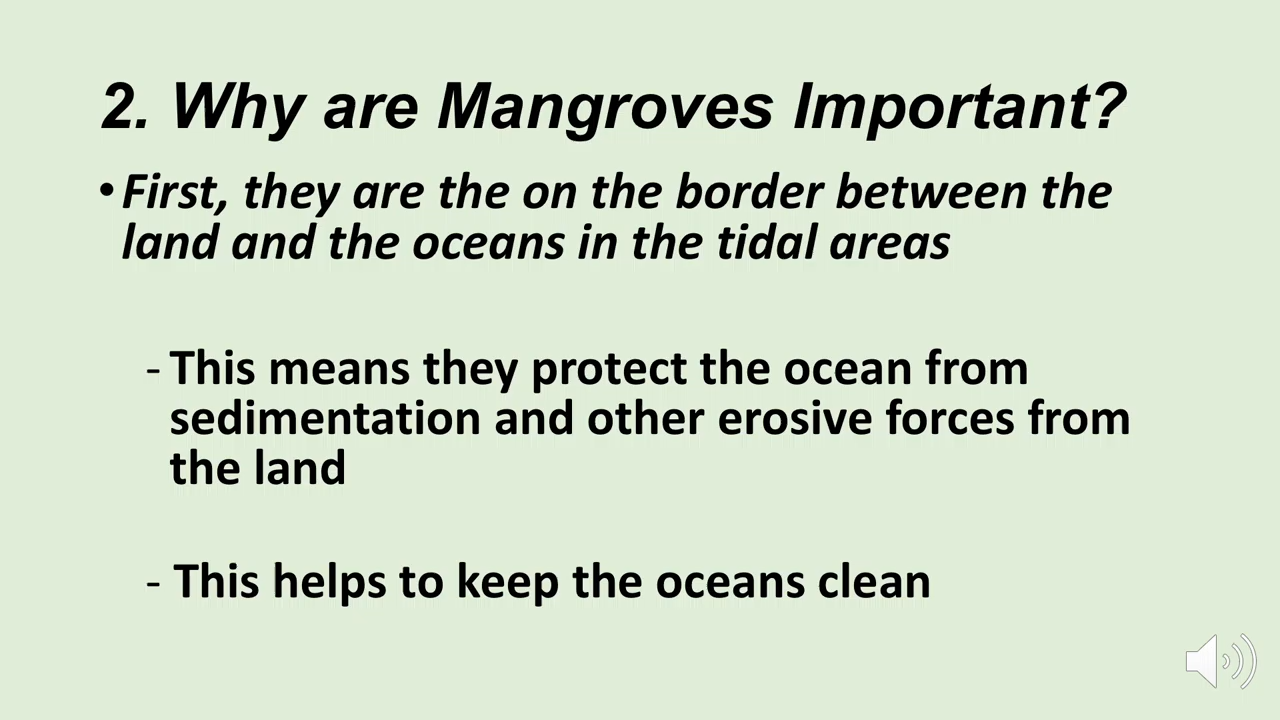 2. Why are Mangroves Important?
•First, they are the on the border between the
land and the oceans in the tidal areas
- This means they protect the ocean from
sedimentation and other erosive forces from
the land
- This helps to keep the oceans clean